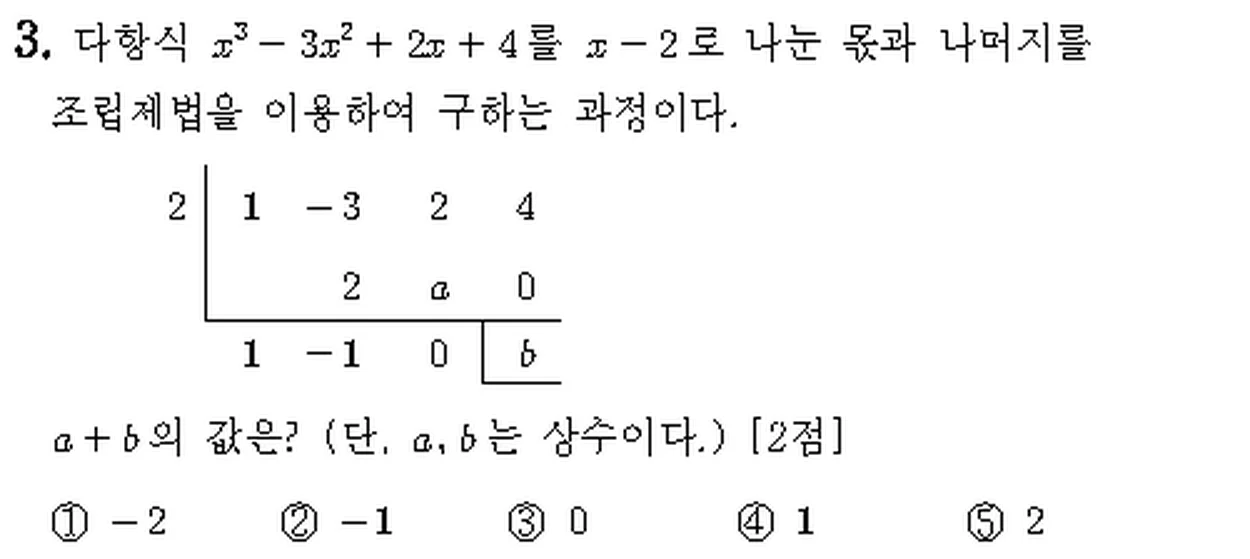 3. 다항식 x³ − 3x² + 2x + 4를 x − 2로 나눈 몫과 나머지를
조립제법을 이용하여 구하는 과정이다.
2 1 −3 2 4
2 a 0
1 −1 0 b
a + b의 값은? (단, a, b는 상수이다.) [2점]
① −2 ② −1 ③ 0 ④ 1 ⑤ 2